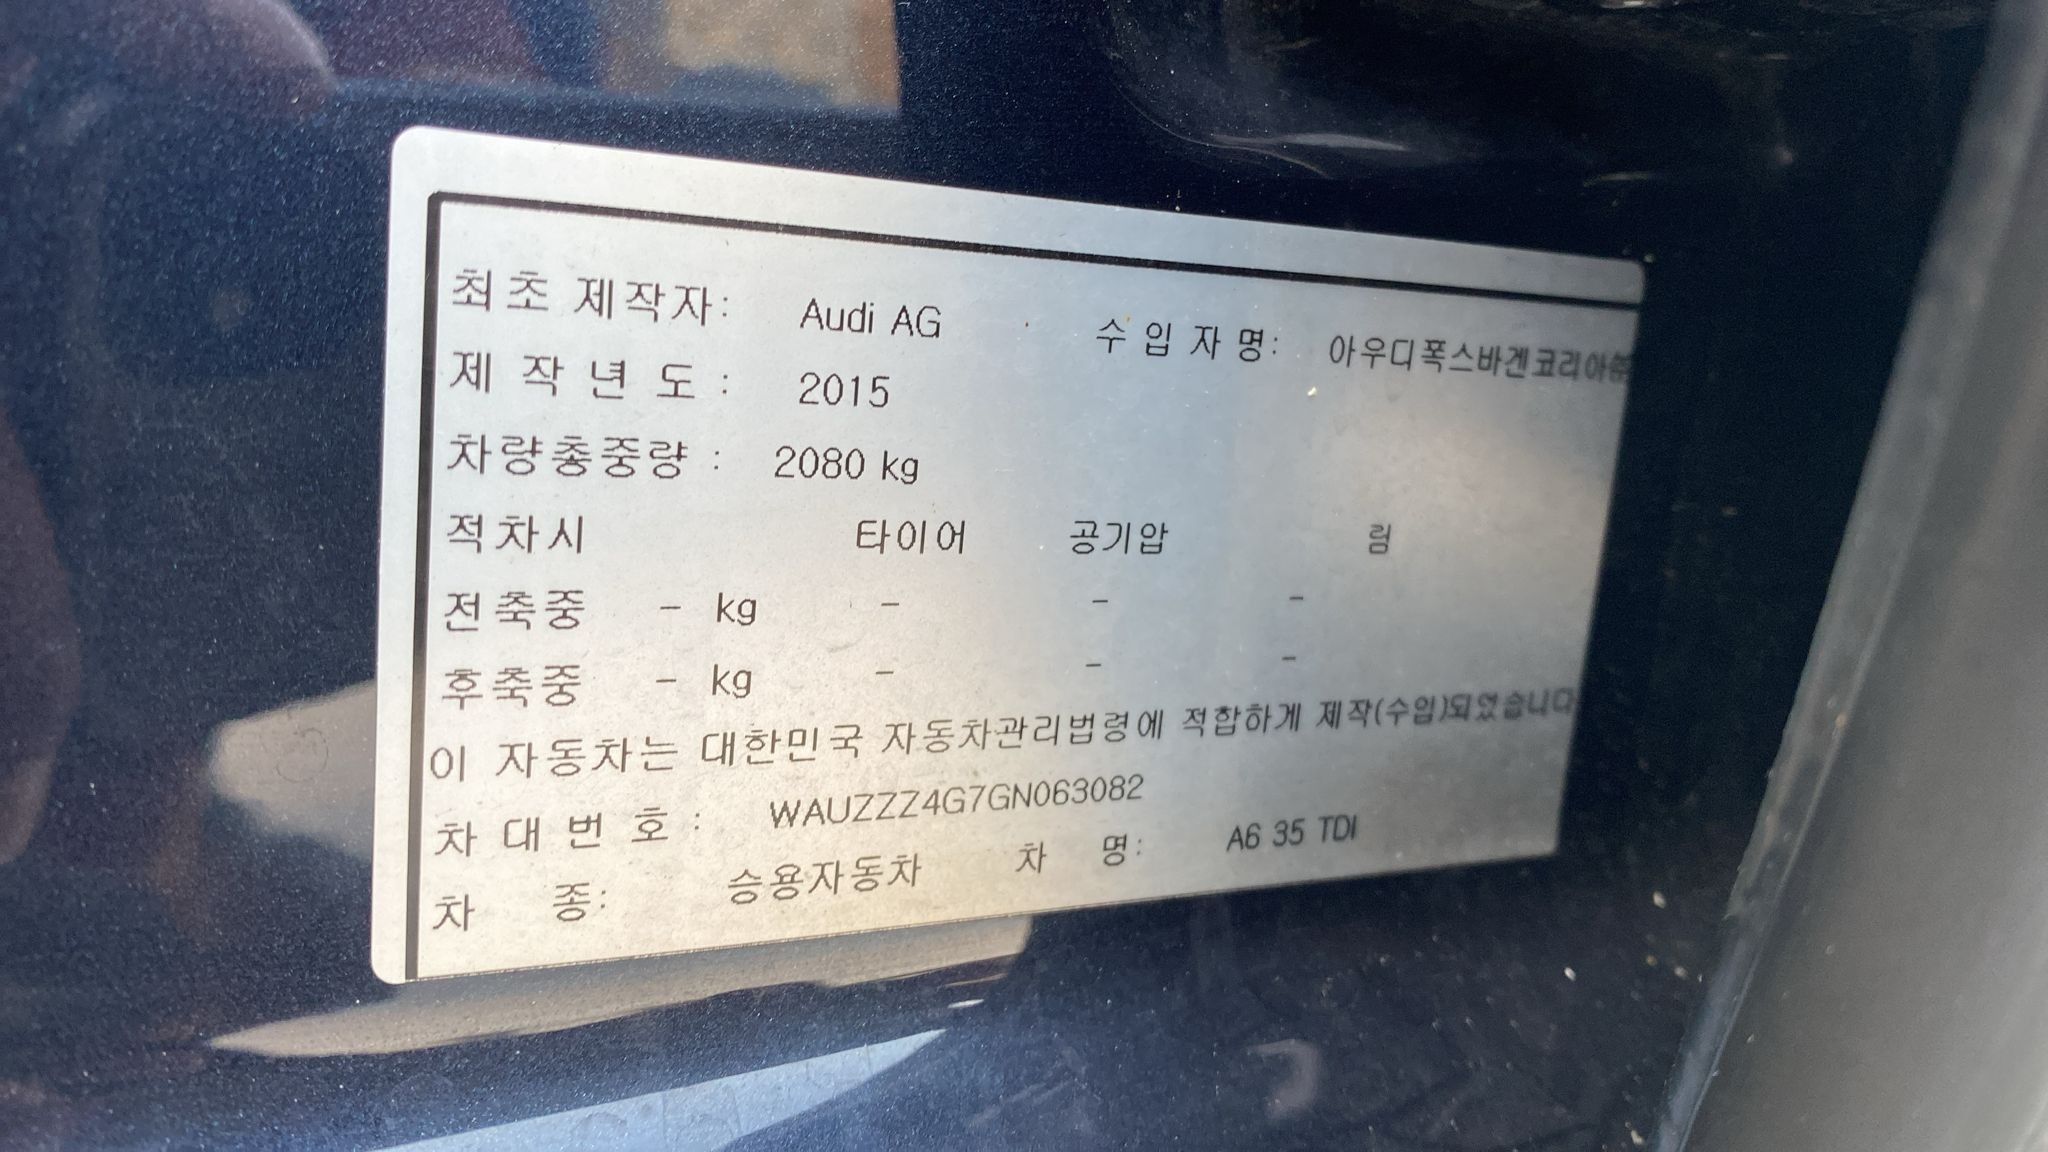 최초 제작자: Audi AG 수입자명: 아우디폭스바겐코리아㈜
제작년도: 2015
차량총중량: 2080 kg
적차시 타이어 공기압 림
전축중 - kg - - -
후축중 - kg - - -
이 자동차는 대한민국 자동차관리법령에 적합하게 제작(수입)되었습니다
차대번호: WAUZZZ4G7GN063082
차 종: 승용자동차 차 명: A6 35 TDI